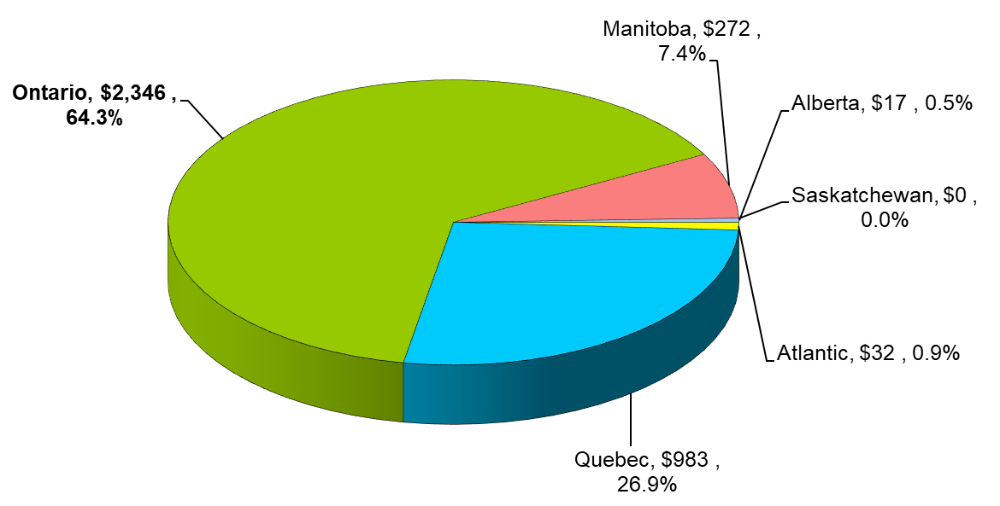 Manitoba, $272 ,
7.4%
Ontario, $2,346 ,
64.3%
Alberta, $17 , 0.5%
Saskatchewan, $0 ,
0.0%
Atlantic, $32 , 0.9%
Quebec, $983 ,
26.9%